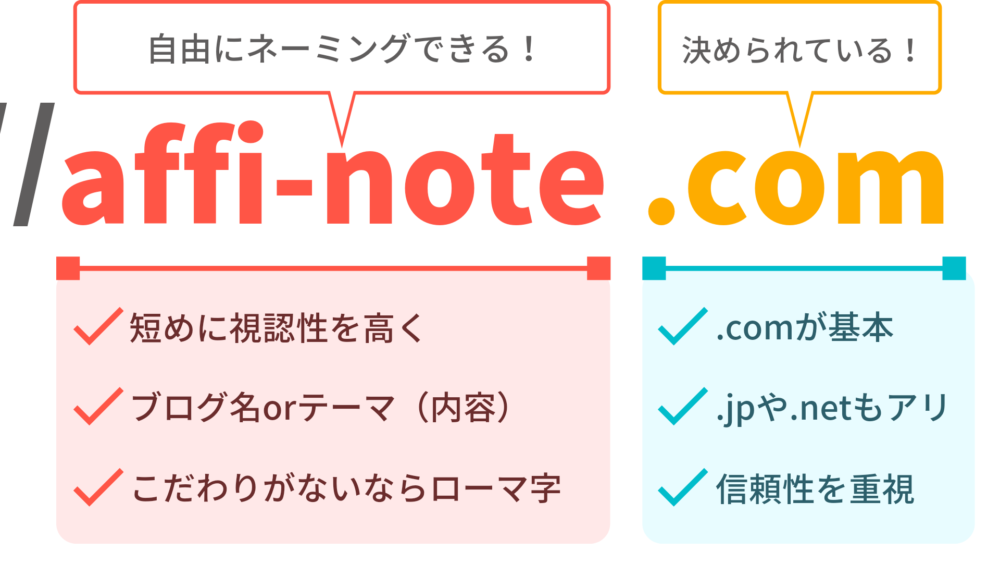 自由にネーミングできる！
決められている！
//affi-note .com
短めに視認性を高く
ブログ名orテーマ（内容）
こだわりがないならローマ字
.comが基本
.jpや.netもアリ
信頼性を重視